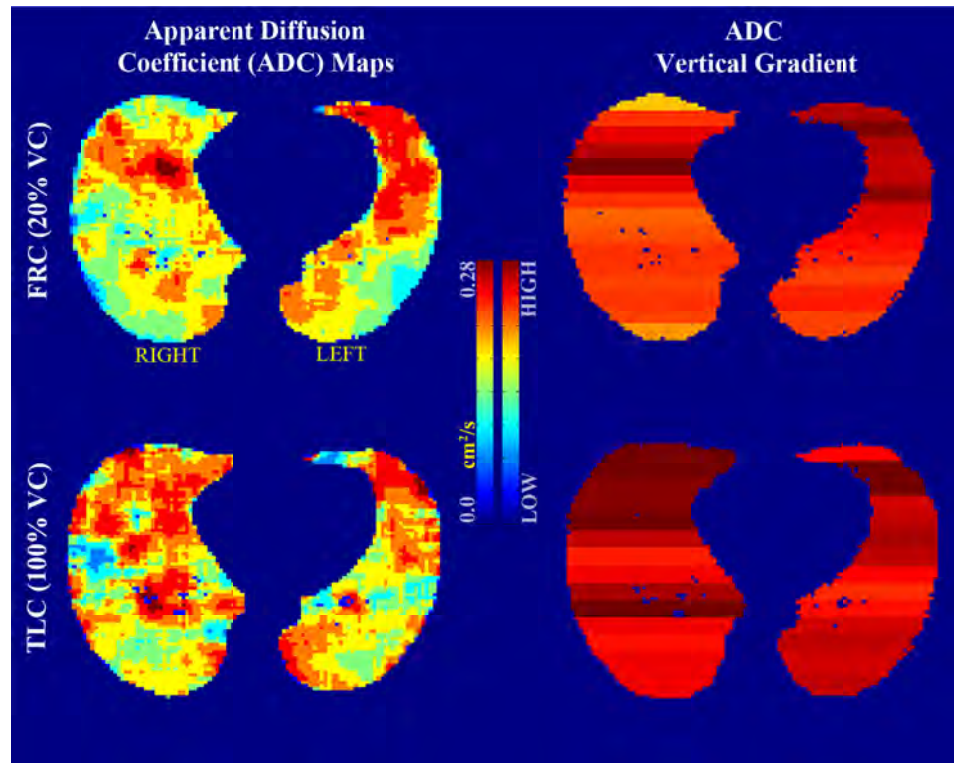 Apparent Diffusion
Coefficient (ADC) Maps
ADC
Vertical Gradient
FRC (20% VC)
RIGHT
LEFT
0.28
HIGH
cm²/s
0.0
LOW
TLC (100% VC)